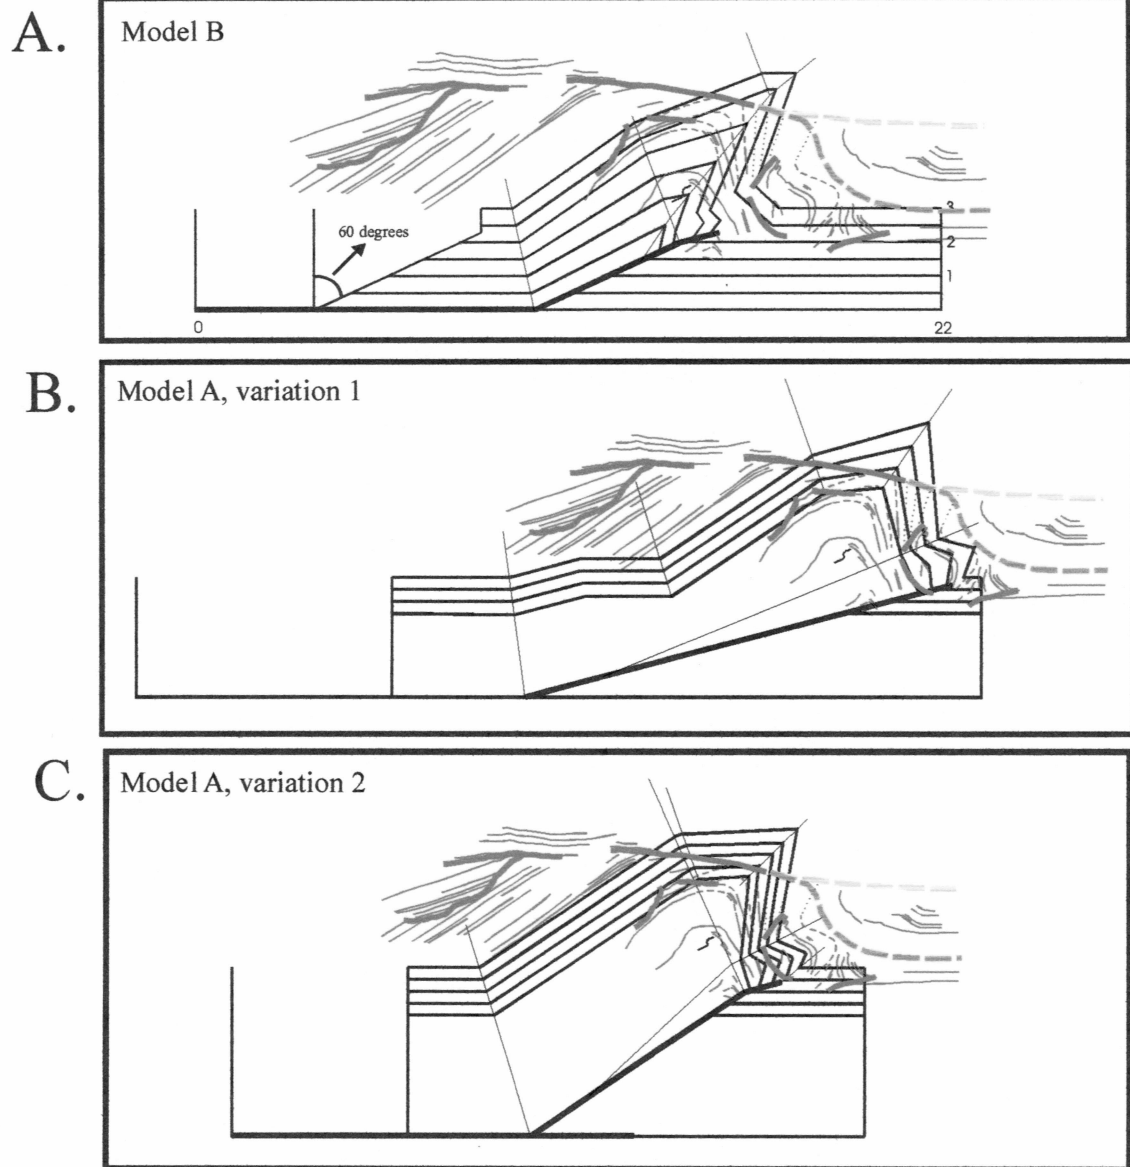 A.
Model B
60 degrees
3
2
1
0
22
B.
Model A, variation 1
C.
Model A, variation 2